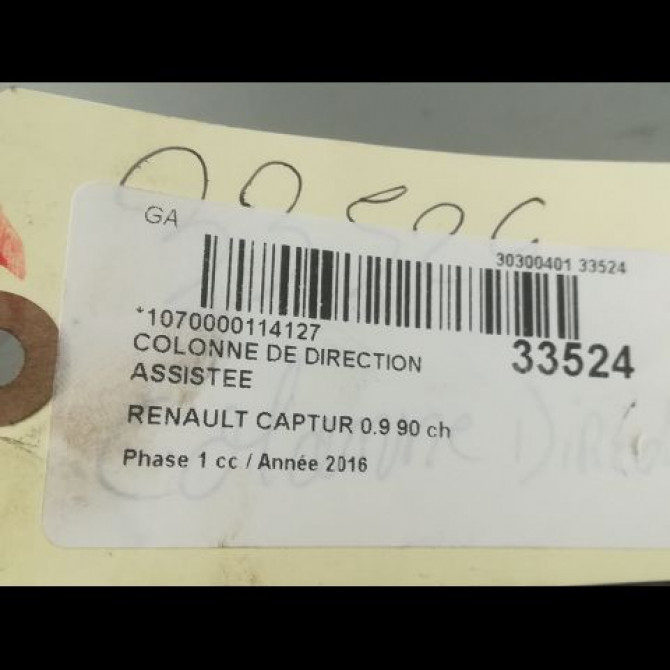 GA
30300401 33524
*1070000114127
33524
COLONNE DE DIRECTION
ASSISTEE
RENAULT CAPTUR 0.9 90 ch
Phase 1 cc / Année 2016